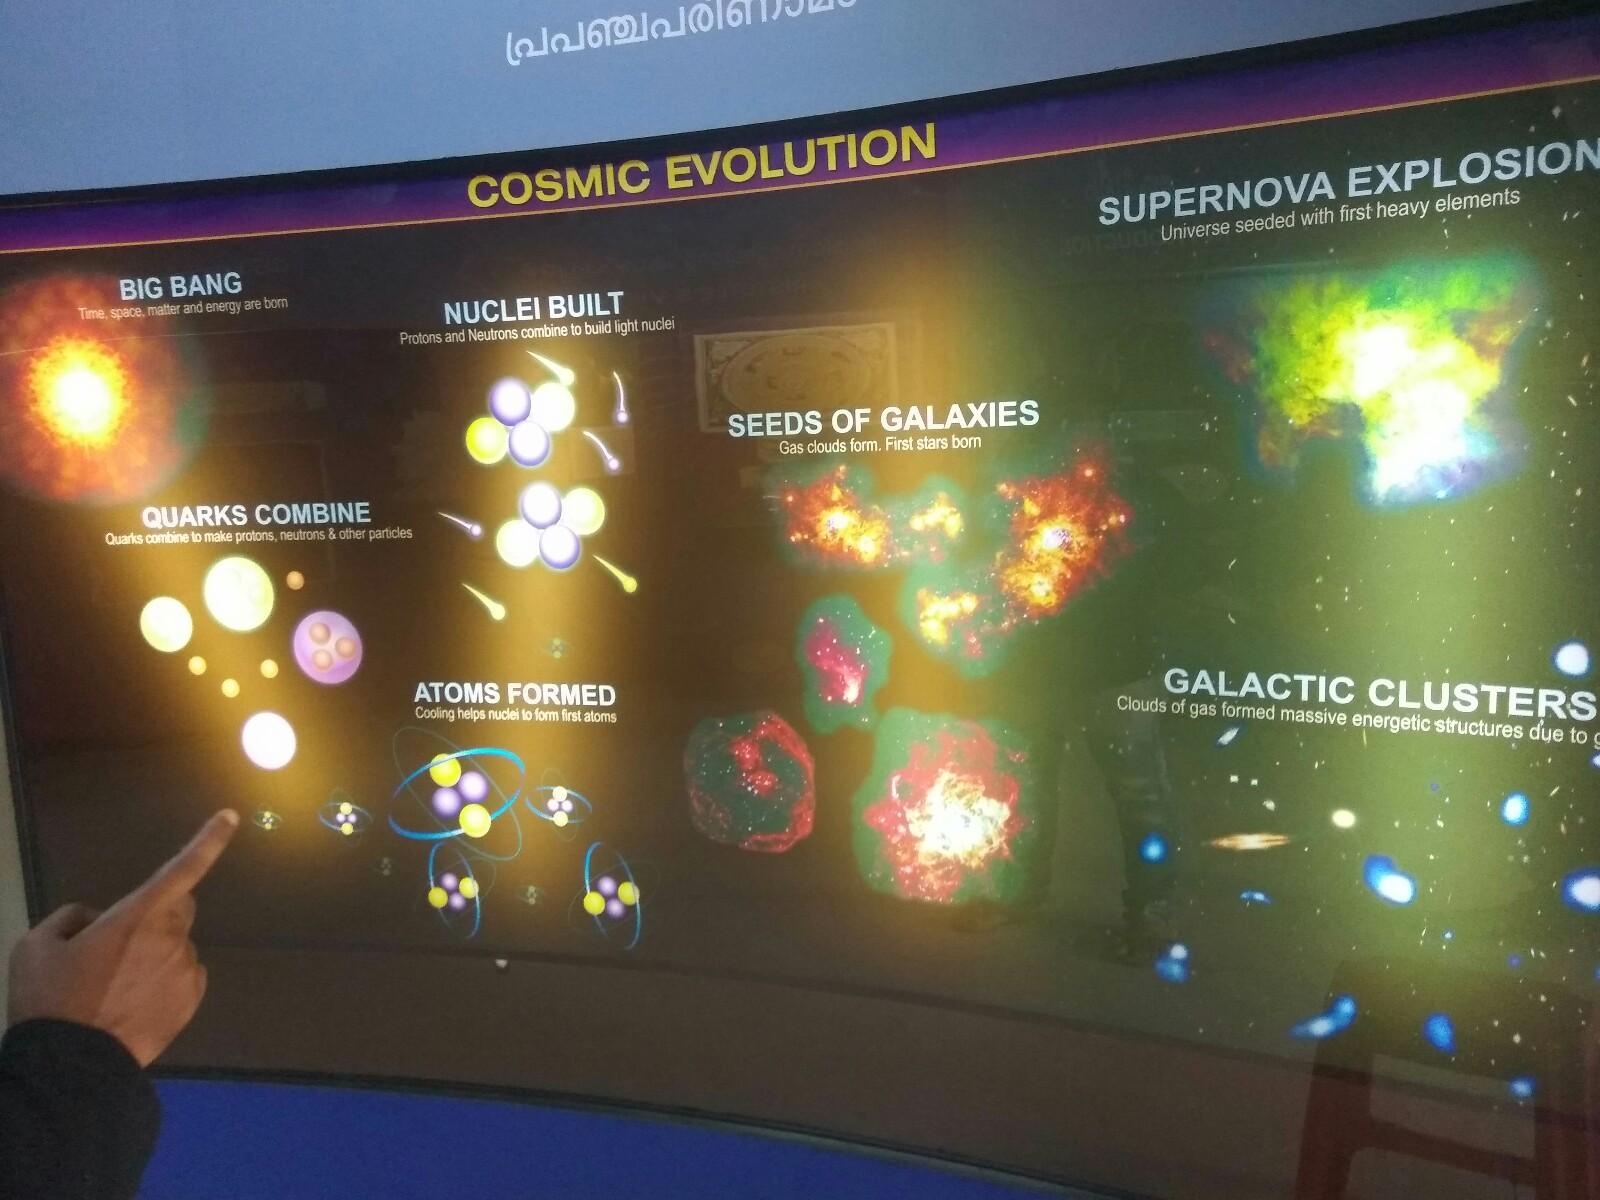 പ്രപഞ്ചപരിണാമം
COSMIC EVOLUTION
BIG BANG
Time, space, matter and energy are born
QUARKS COMBINE
Quarks combine to make protons, neutrons & other particles
NUCLEI BUILT
Protons and Neutrons combine to build light nuclei
ATOMS FORMED
Cooling helps nuclei to form first atoms
SEEDS OF GALAXIES
Gas clouds form. First stars born
SUPERNOVA EXPLOSION
Universe seeded with first heavy elements
GALACTIC CLUSTERS
Clouds of gas formed massive energetic structures due to